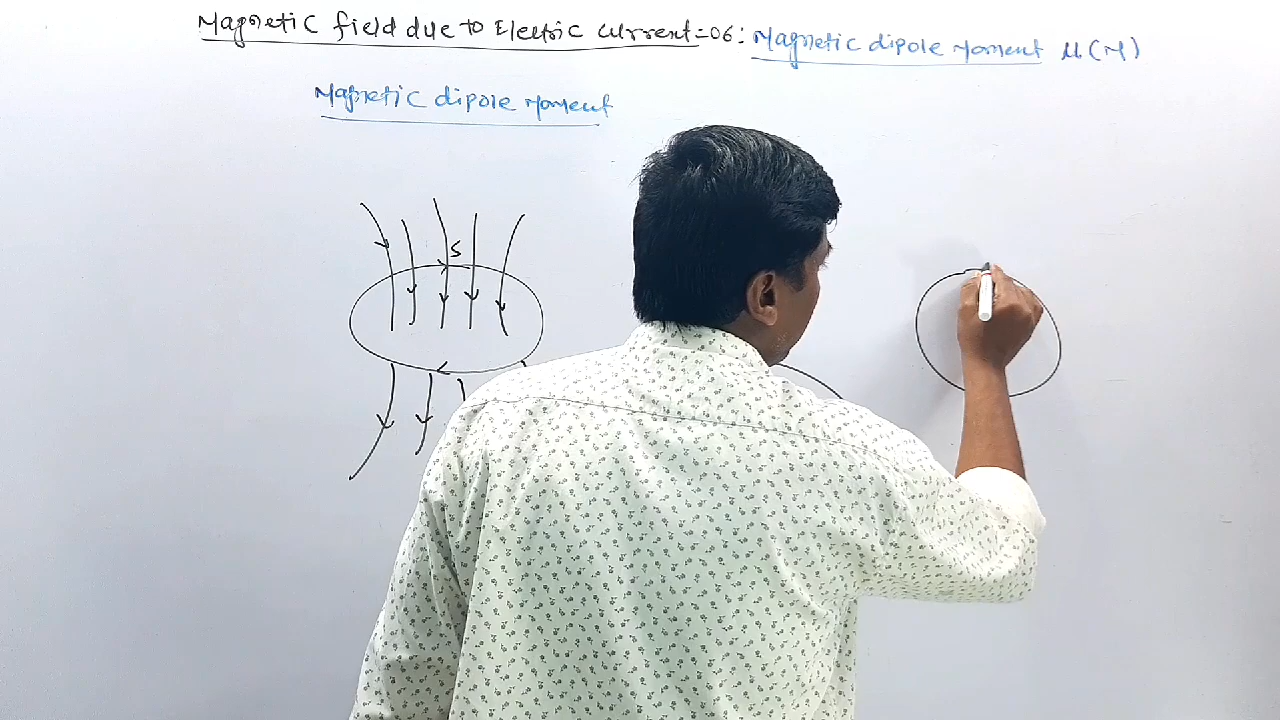 Magnetic field due to Electric current=06: Magnetic dipole Moment μ(M)
Magnetic dipole Moment
S